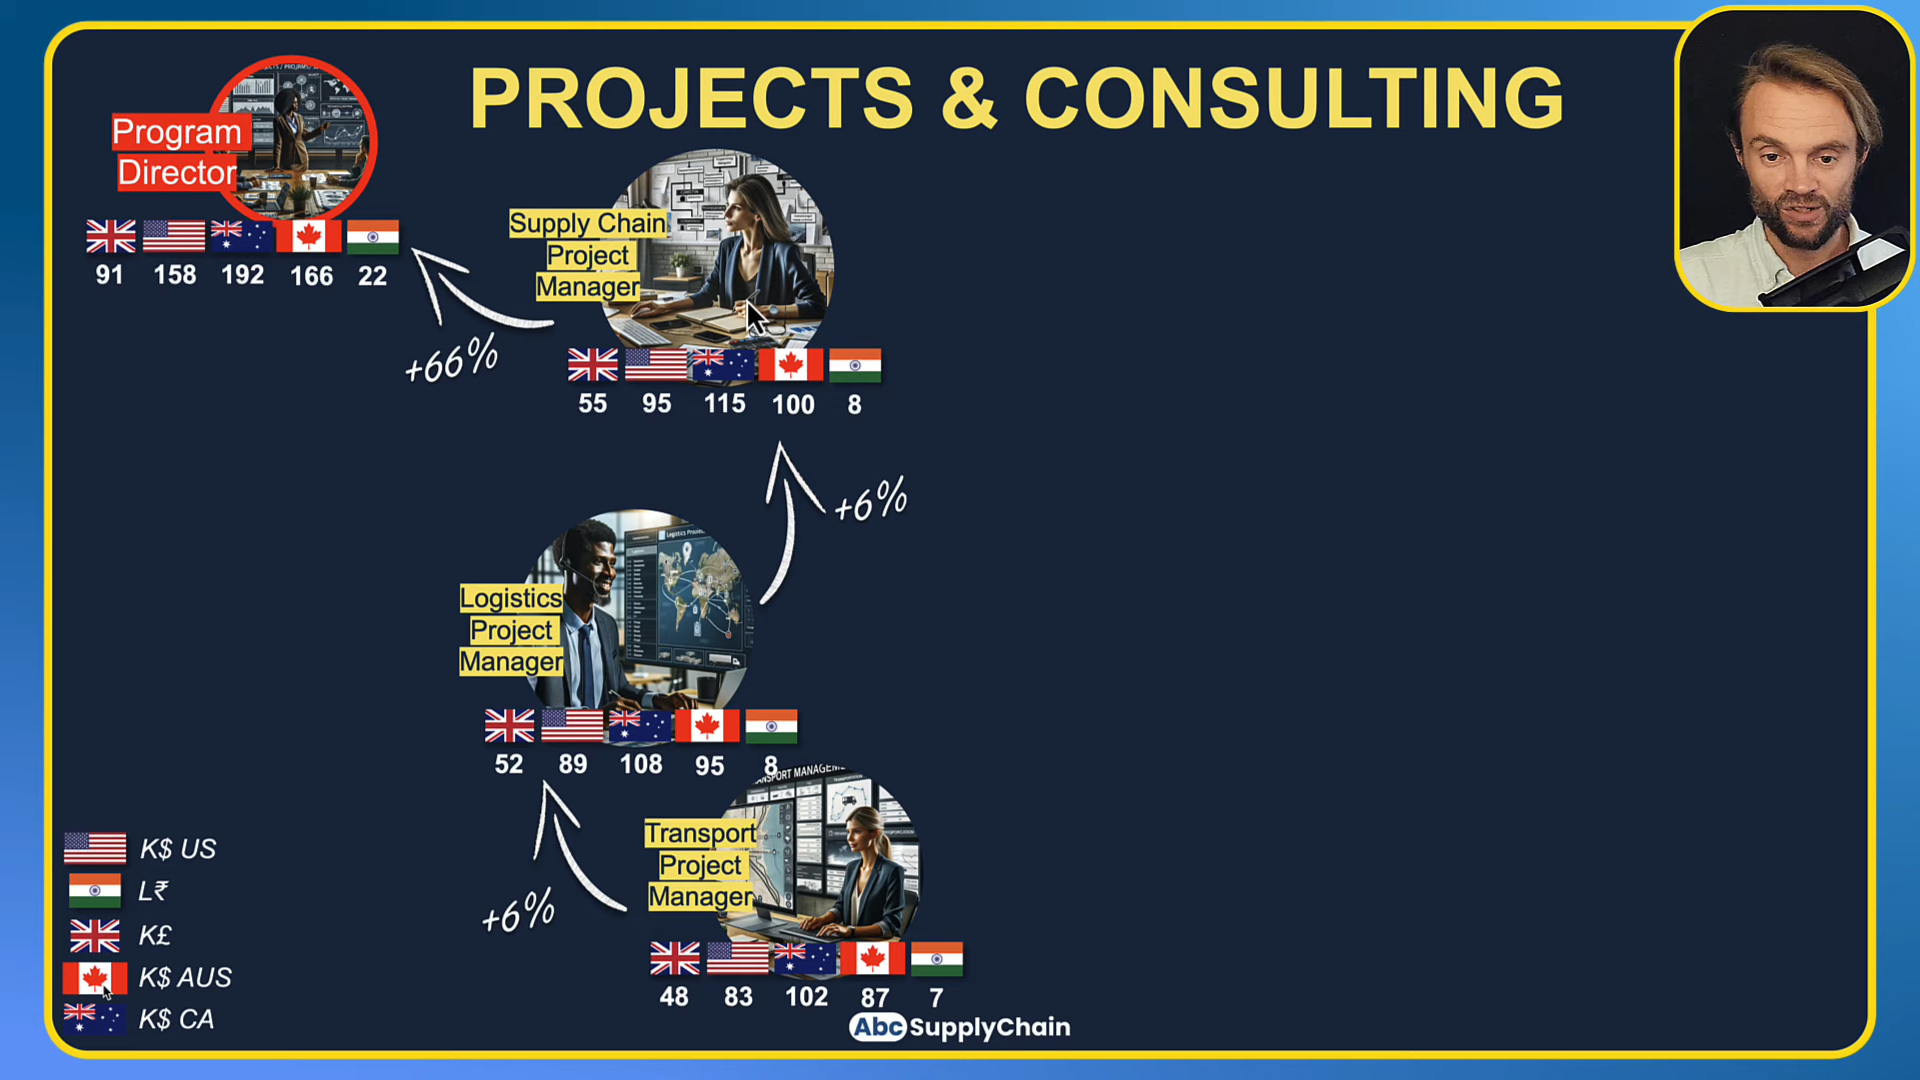 PROJECTS & CONSULTING
Program
Director
91 158 192 166 22
Supply Chain
Project
Manager
55 95 115 100 8
+66%
+6%
Logistics
Project
Manager
52 89 108 95 8
Transport
Project
Manager
48 83 102 87 7
+6%
K$ US
L₹
K£
K$ AUS
K$ CA
AbcSupplyChain